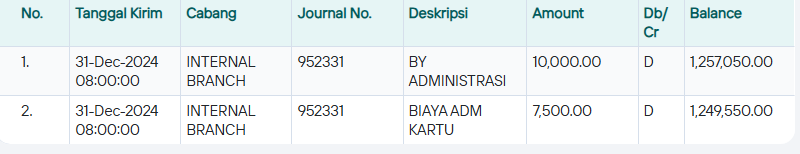 No. Tanggal Kirim Cabang Journal No. Deskripsi Amount Db/ Balance
Cr
1. 31-Dec-2024 INTERNAL 952331 BY 10,000.00 D 1,257,050.00
08:00:00 BRANCH ADMINISTRASI
2. 31-Dec-2024 INTERNAL 952331 BIAYA ADM 7,500.00 D 1,249,550.00
08:00:00 BRANCH KARTU